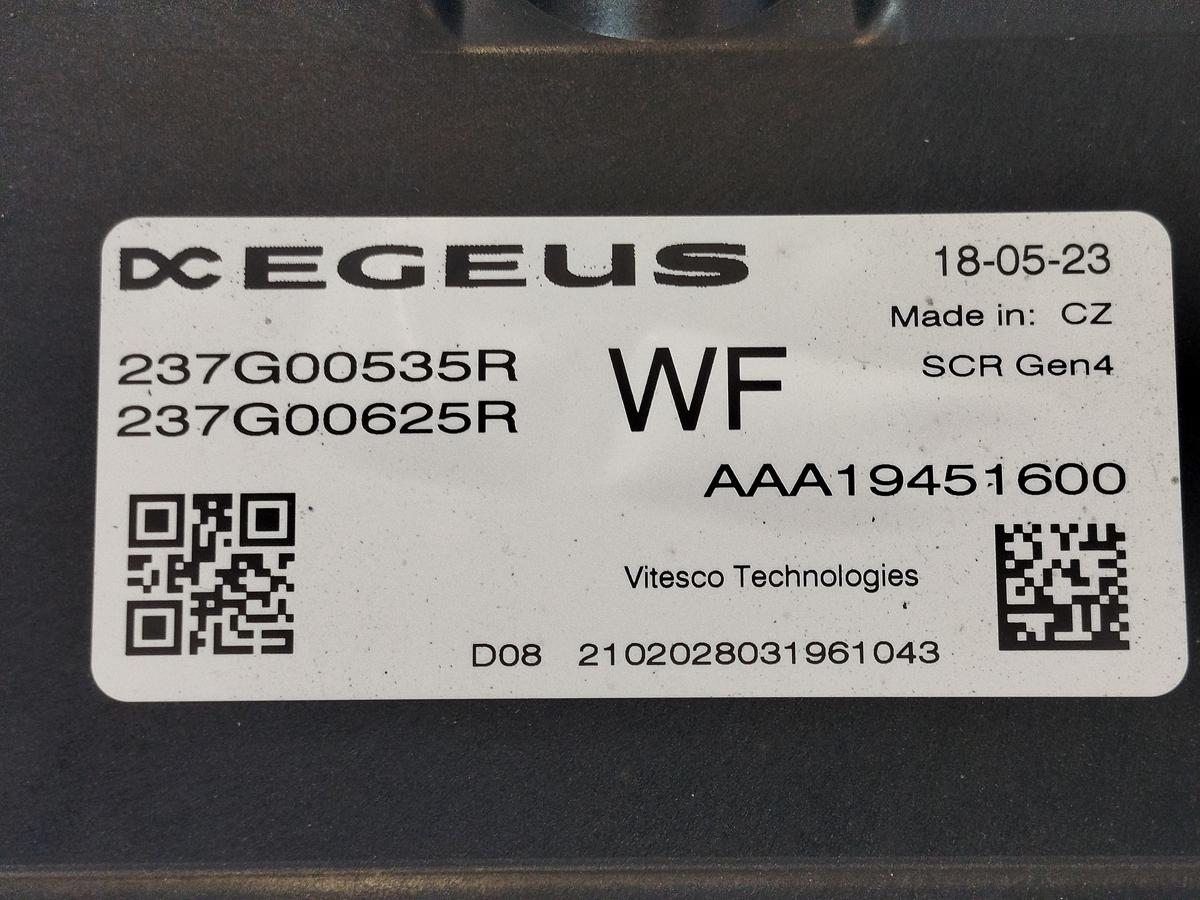 EGEUS
18-05-23
Made in: CZ
237G00535R
237G00625R
WF
SCR Gen4
AAA19451600
Vitesco Technologies
D08 2102028031961043